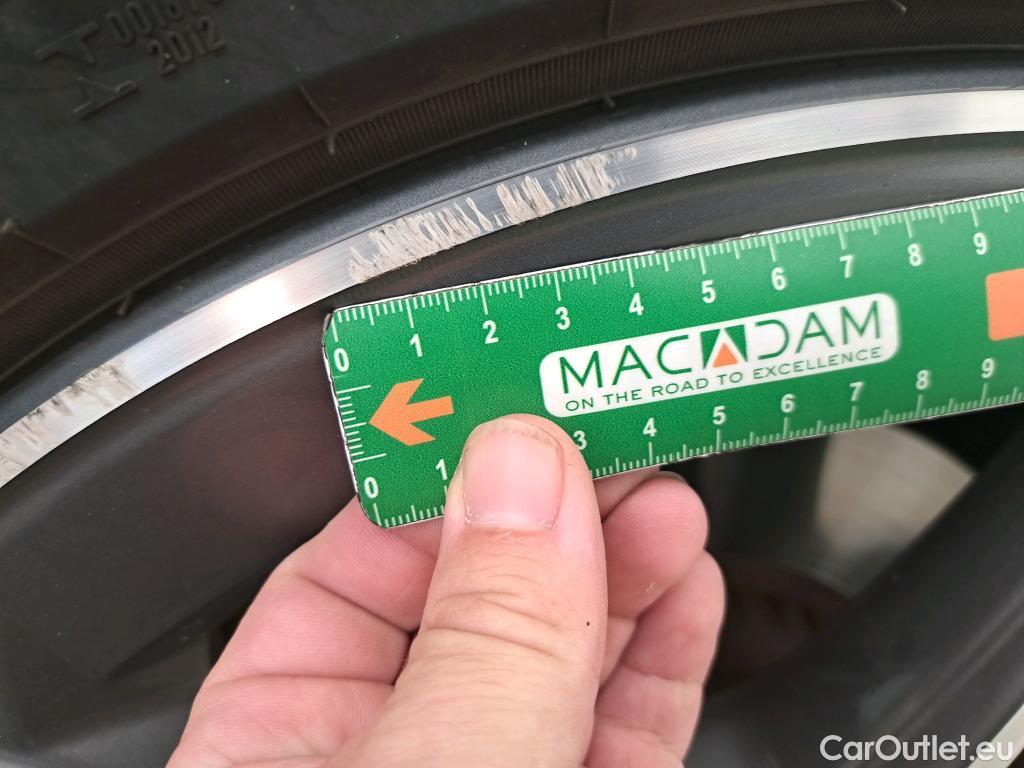 2012
0 1 2 3 4 5 6 7 8 9
MACADAM
ON THE ROAD TO EXCELLENCE
0 1 3 4 5 6 7 8 9
CarOutlet.eu